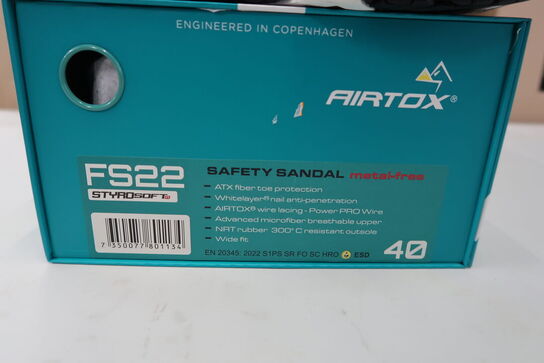 ENGINEERED IN COPENHAGEN
AIRTOX®
FS22
STYROSOFT
SAFETY SANDAL metal-free
- ATX fiber toe protection
- Whitelayer® nail anti-penetration
- AIRTOX® wire lacing - Power PRO Wire
- Advanced microfiber breathable upper
- NRT rubber 300°C resistant outsole
- Wide fit
7 350077 801134
EN 20345: 2022 S1PS SR FO SC HRO ESD
40